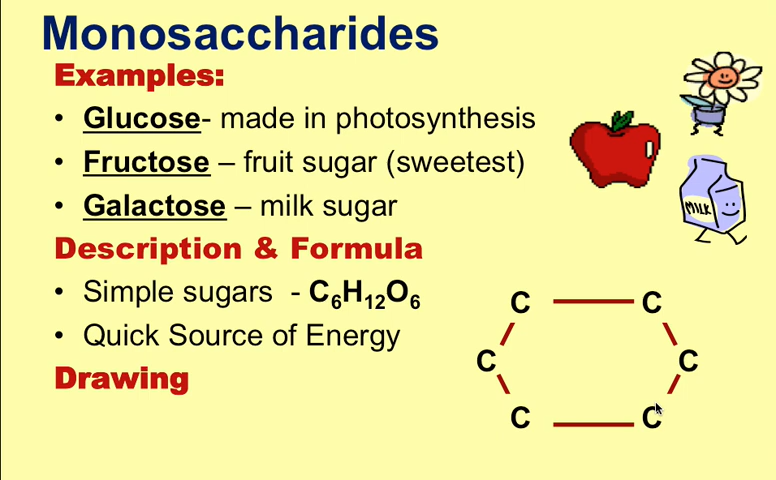 Monosaccharides
Examples:
• Glucose- made in photosynthesis
• Fructose – fruit sugar (sweetest)
• Galactose – milk sugar
MILK
Description & Formula
• Simple sugars - C₆H₁₂O₆
• Quick Source of Energy
Drawing
C C
C C
C C